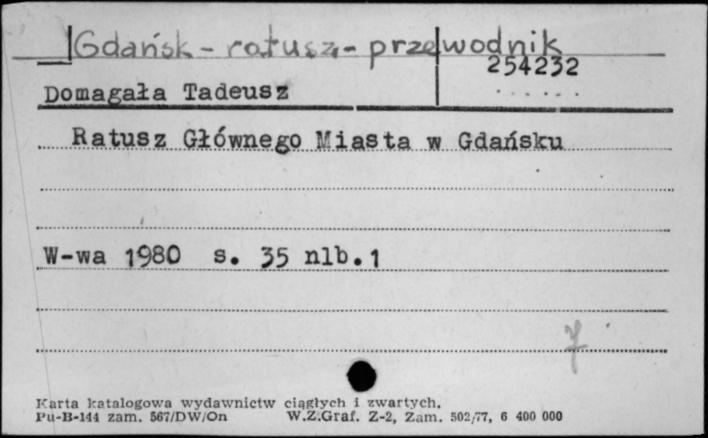 Gdańsk - ratusz - przewodnik
254232
Domagała Tadeusz
Ratusz Głównego Miasta w Gdańsku
W-wa 1980 s. 35 nlb.1
7
Karta katalogowa wydawnictw ciągłych i zwartych.
Pu-B-144 zam. 567/DW/On W.Z.Graf. Z-2, Zam. 502/77, 6 400 000